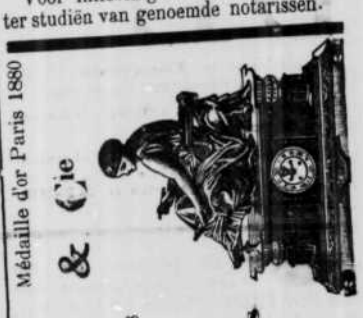 ter studiën van genoemde notarissen.
Médaille d'or Paris 1880
& Cie